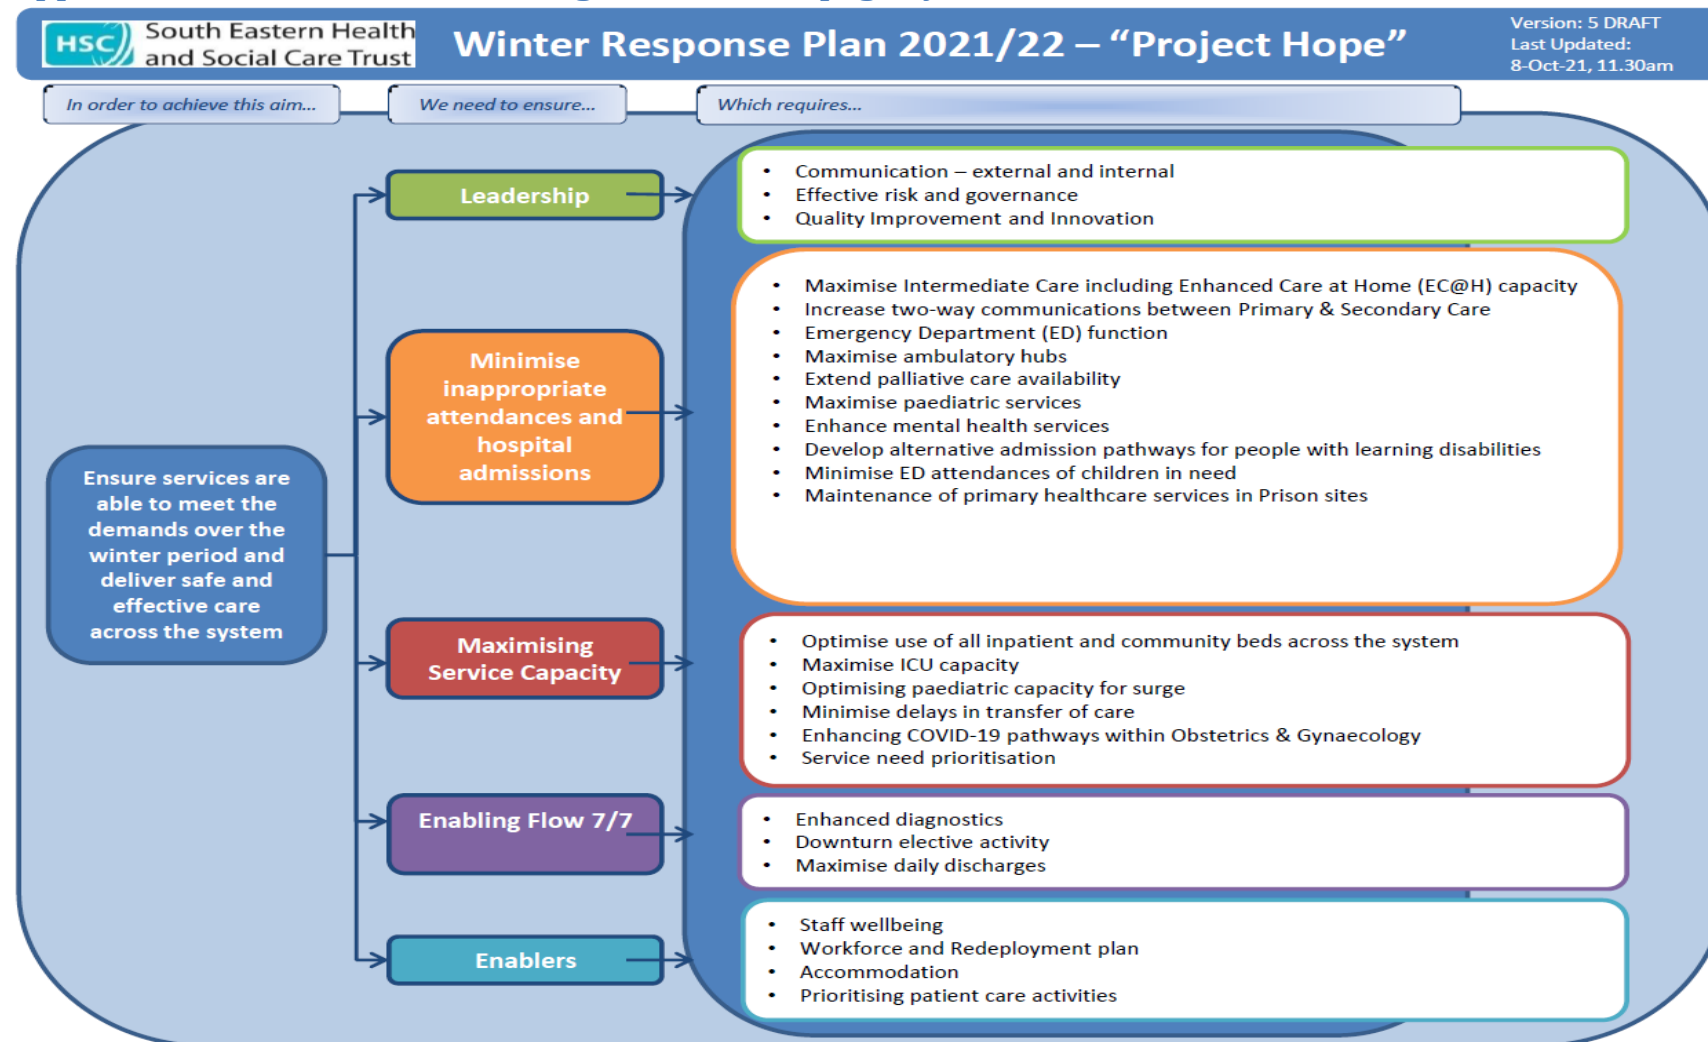 HSC
South Eastern Health
and Social Care Trust
Winter Response Plan 2021/22 – “Project Hope”
Version: 5 DRAFT
Last Updated:
8-Oct-21, 11.30am
In order to achieve this aim...
We need to ensure...
Which requires...
Ensure services are
able to meet the
demands over the
winter period and
deliver safe and
effective care
across the system
Leadership
• Communication – external and internal
• Effective risk and governance
• Quality Improvement and Innovation
Minimise
inappropriate
attendances and
hospital
admissions
• Maximise Intermediate Care including Enhanced Care at Home (EC@H) capacity
• Increase two-way communications between Primary & Secondary Care
• Emergency Department (ED) function
• Maximise ambulatory hubs
• Extend palliative care availability
• Maximise paediatric services
• Enhance mental health services
• Develop alternative admission pathways for people with learning disabilities
• Minimise ED attendances of children in need
• Maintenance of primary healthcare services in Prison sites
Maximising
Service Capacity
• Optimise use of all inpatient and community beds across the system
• Maximise ICU capacity
• Optimising paediatric capacity for surge
• Minimise delays in transfer of care
• Enhancing COVID-19 pathways within Obstetrics & Gynaecology
• Service need prioritisation
Enabling Flow 7/7
• Enhanced diagnostics
• Downturn elective activity
• Maximise daily discharges
Enablers
• Staff wellbeing
• Workforce and Redeployment plan
• Accommodation
• Prioritising patient care activities